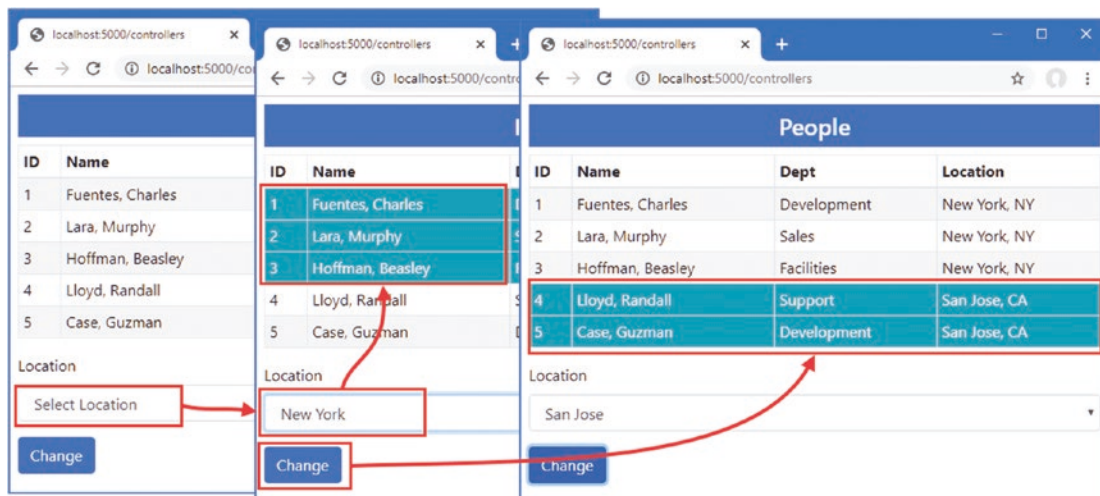 localhost:5000/controllers
localhost:5000/co
ID Name
1 Fuentes, Charles
2 Lara, Murphy
3 Hoffman, Beasley
4 Lloyd, Randall
5 Case, Guzman
Location
Select Location
Change
localhost:5000/controllers
localhost:5000/contro
ID Name
1 Fuentes, Charles
2 Lara, Murphy
3 Hoffman, Beasley
4 Lloyd, Randall
5 Case, Guzman
Location
New York
Change
localhost:5000/controllers
localhost:5000/controllers
People
ID Name Dept Location
1 Fuentes, Charles Development New York, NY
2 Lara, Murphy Sales New York, NY
3 Hoffman, Beasley Facilities New York, NY
4 Lloyd, Randall Support San Jose, CA
5 Case, Guzman Development San Jose, CA
Location
San Jose
Change